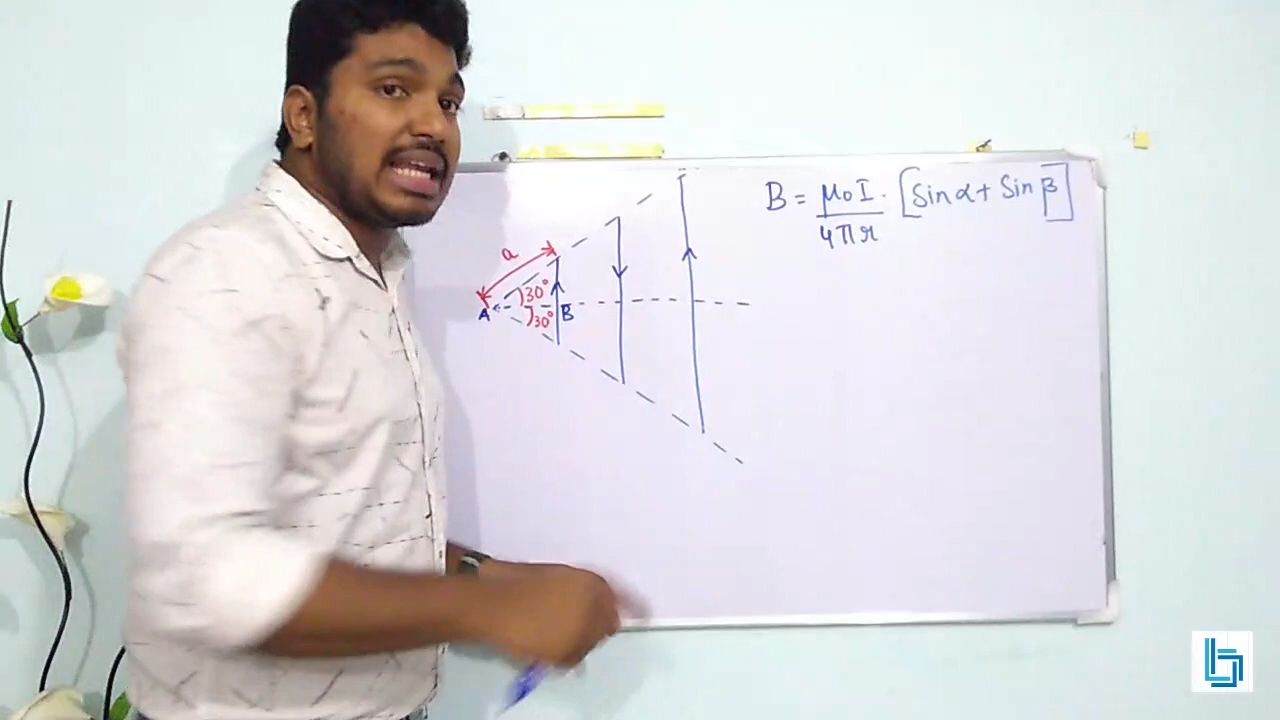 B = μ₀I / 4πr . [Sin α + Sin β]
a
30°
30°
A
B